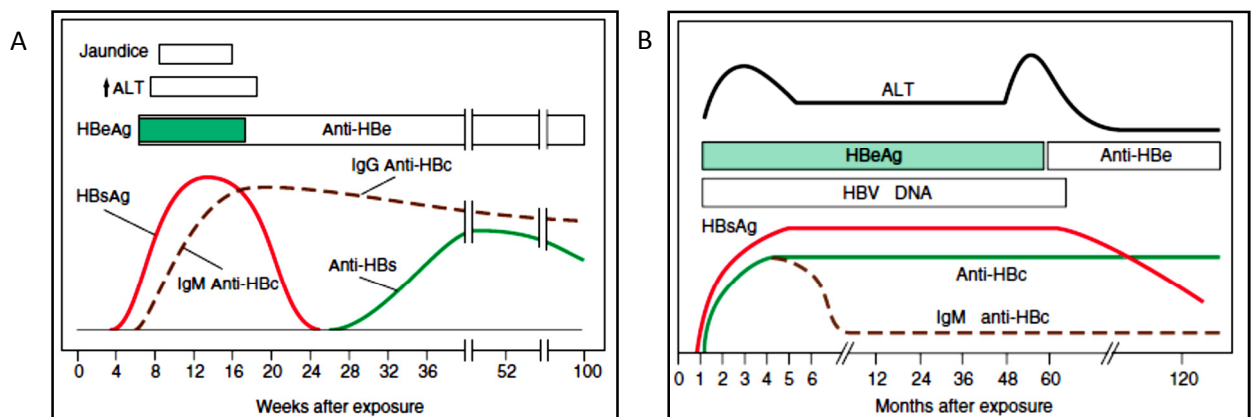 A
Jaundice
ALT
HBeAg
Anti-HBe
IgG Anti-HBc
HBsAg
IgM Anti-HBc
Anti-HBs
0 4 8 12 16 20 24 28 32 36 52 100
Weeks after exposure
B
ALT
HBeAg Anti-HBe
HBV DNA
HBsAg
Anti-HBc
IgM anti-HBc
0 1 2 3 4 5 6 12 24 36 48 60 120
Months after exposure